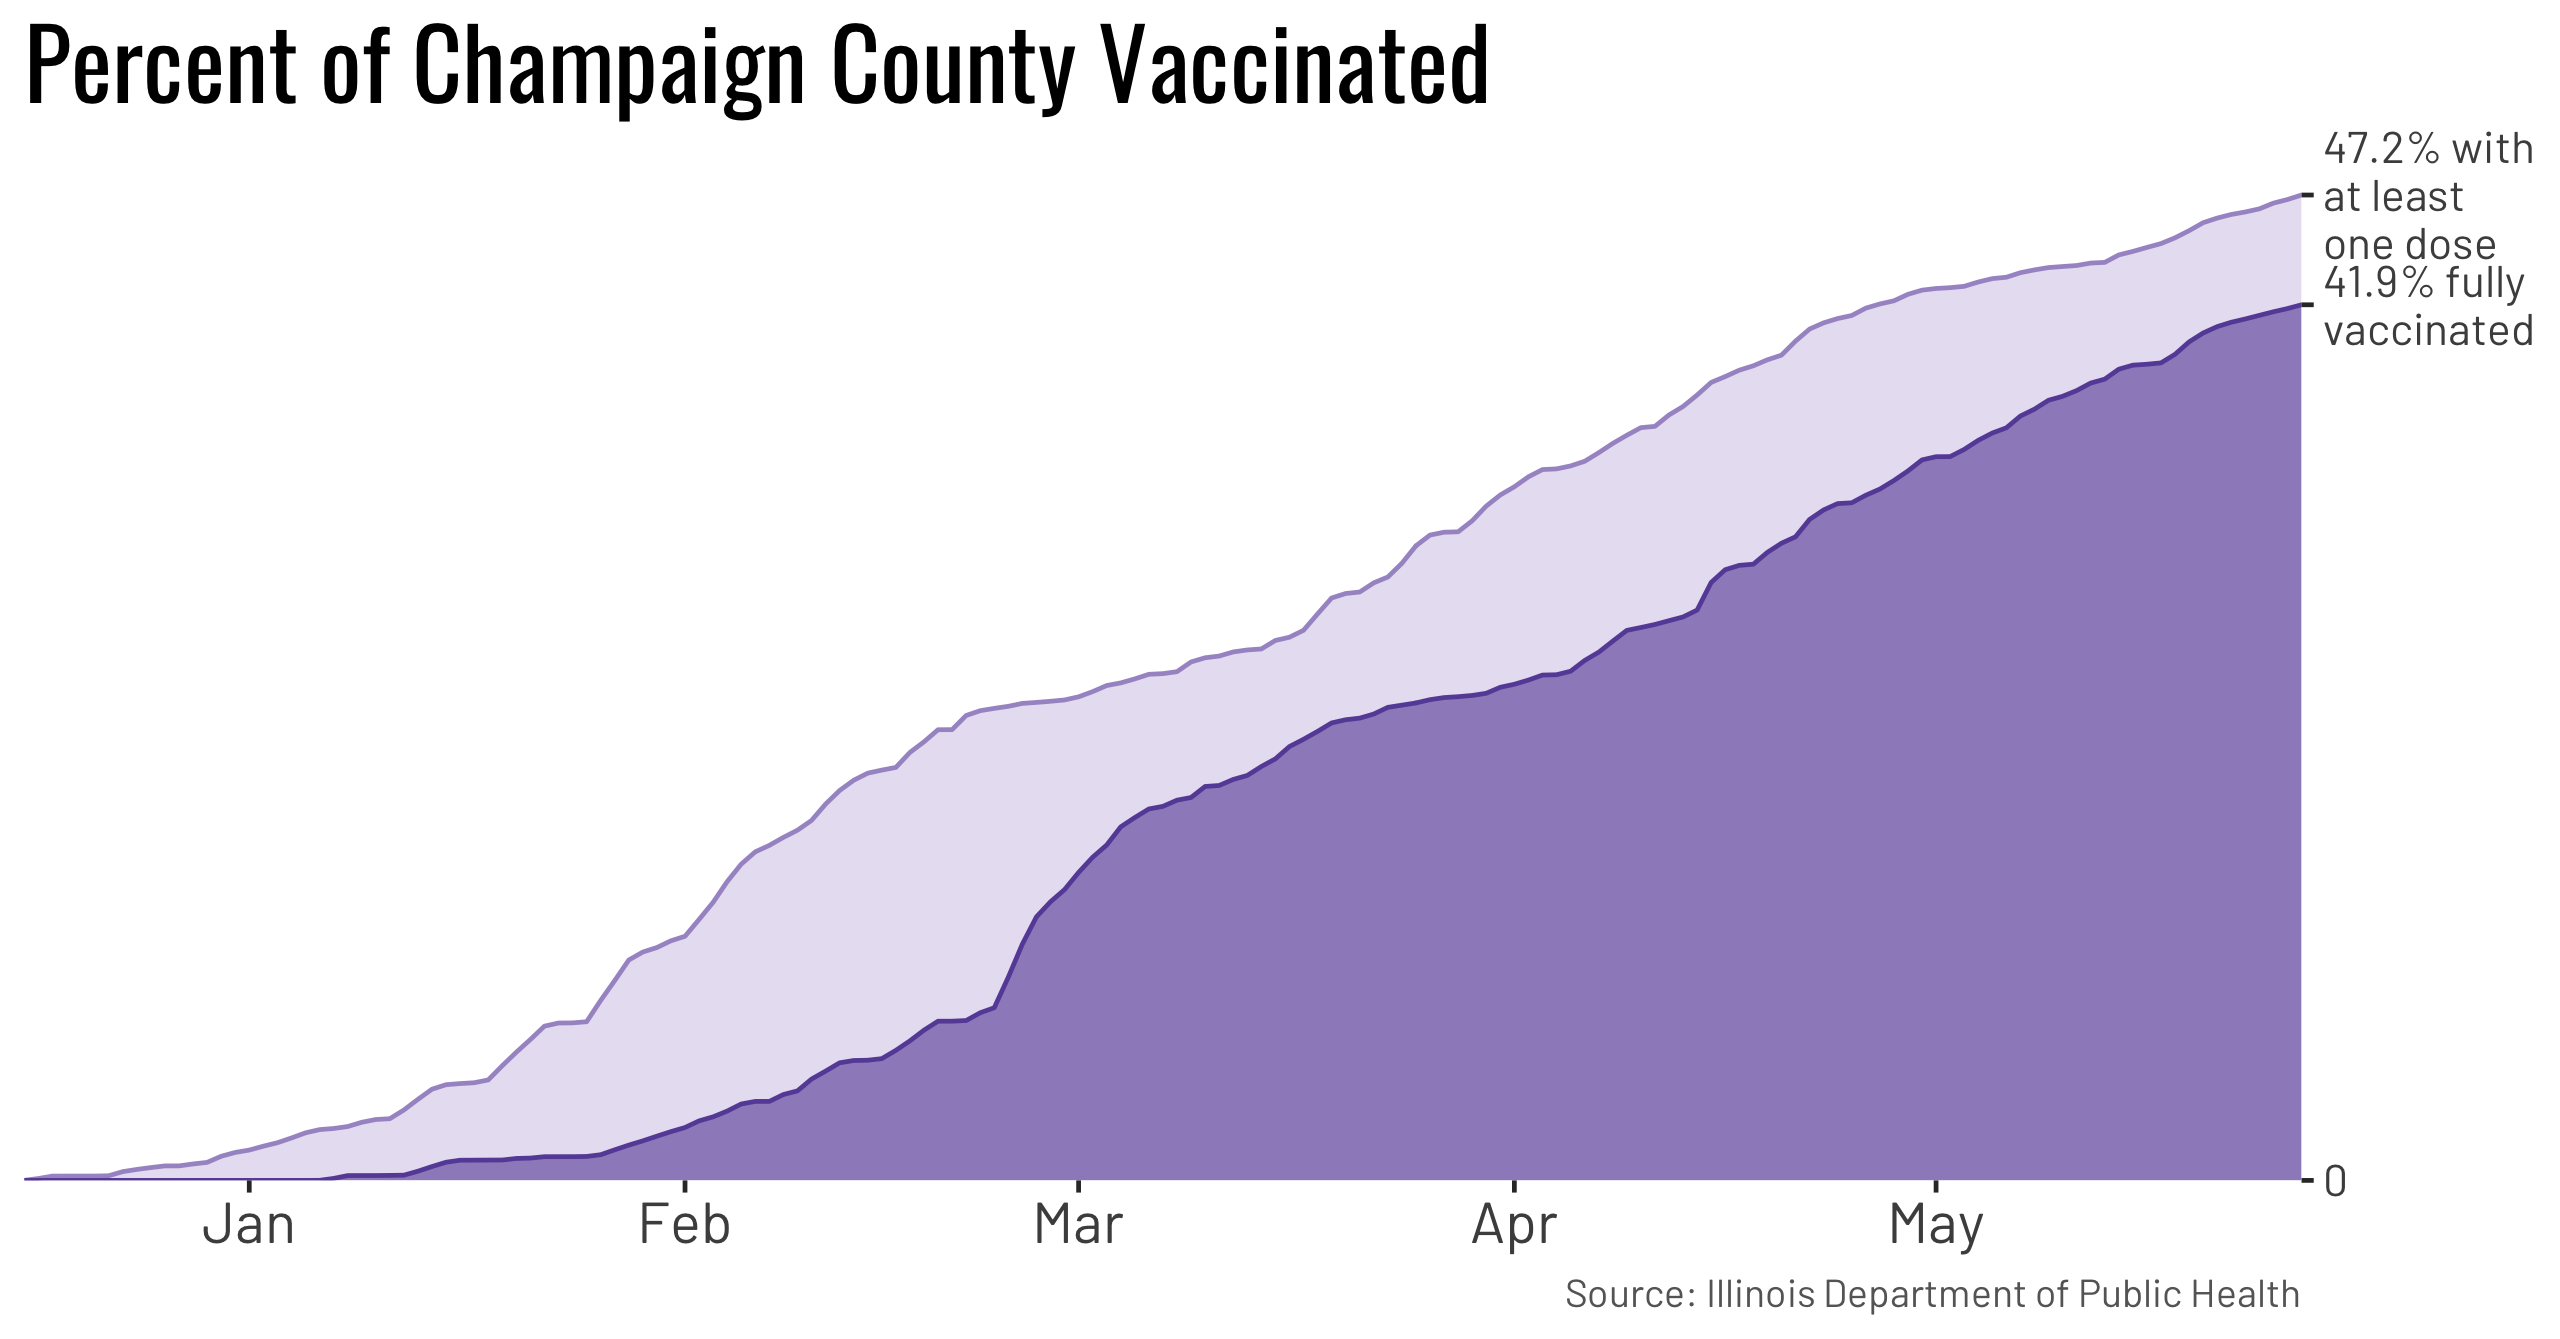 Percent of Champaign County Vaccinated
47.2% with
at least
one dose
41.9% fully
vaccinated
0
Jan Feb Mar Apr May
Source: Illinois Department of Public Health